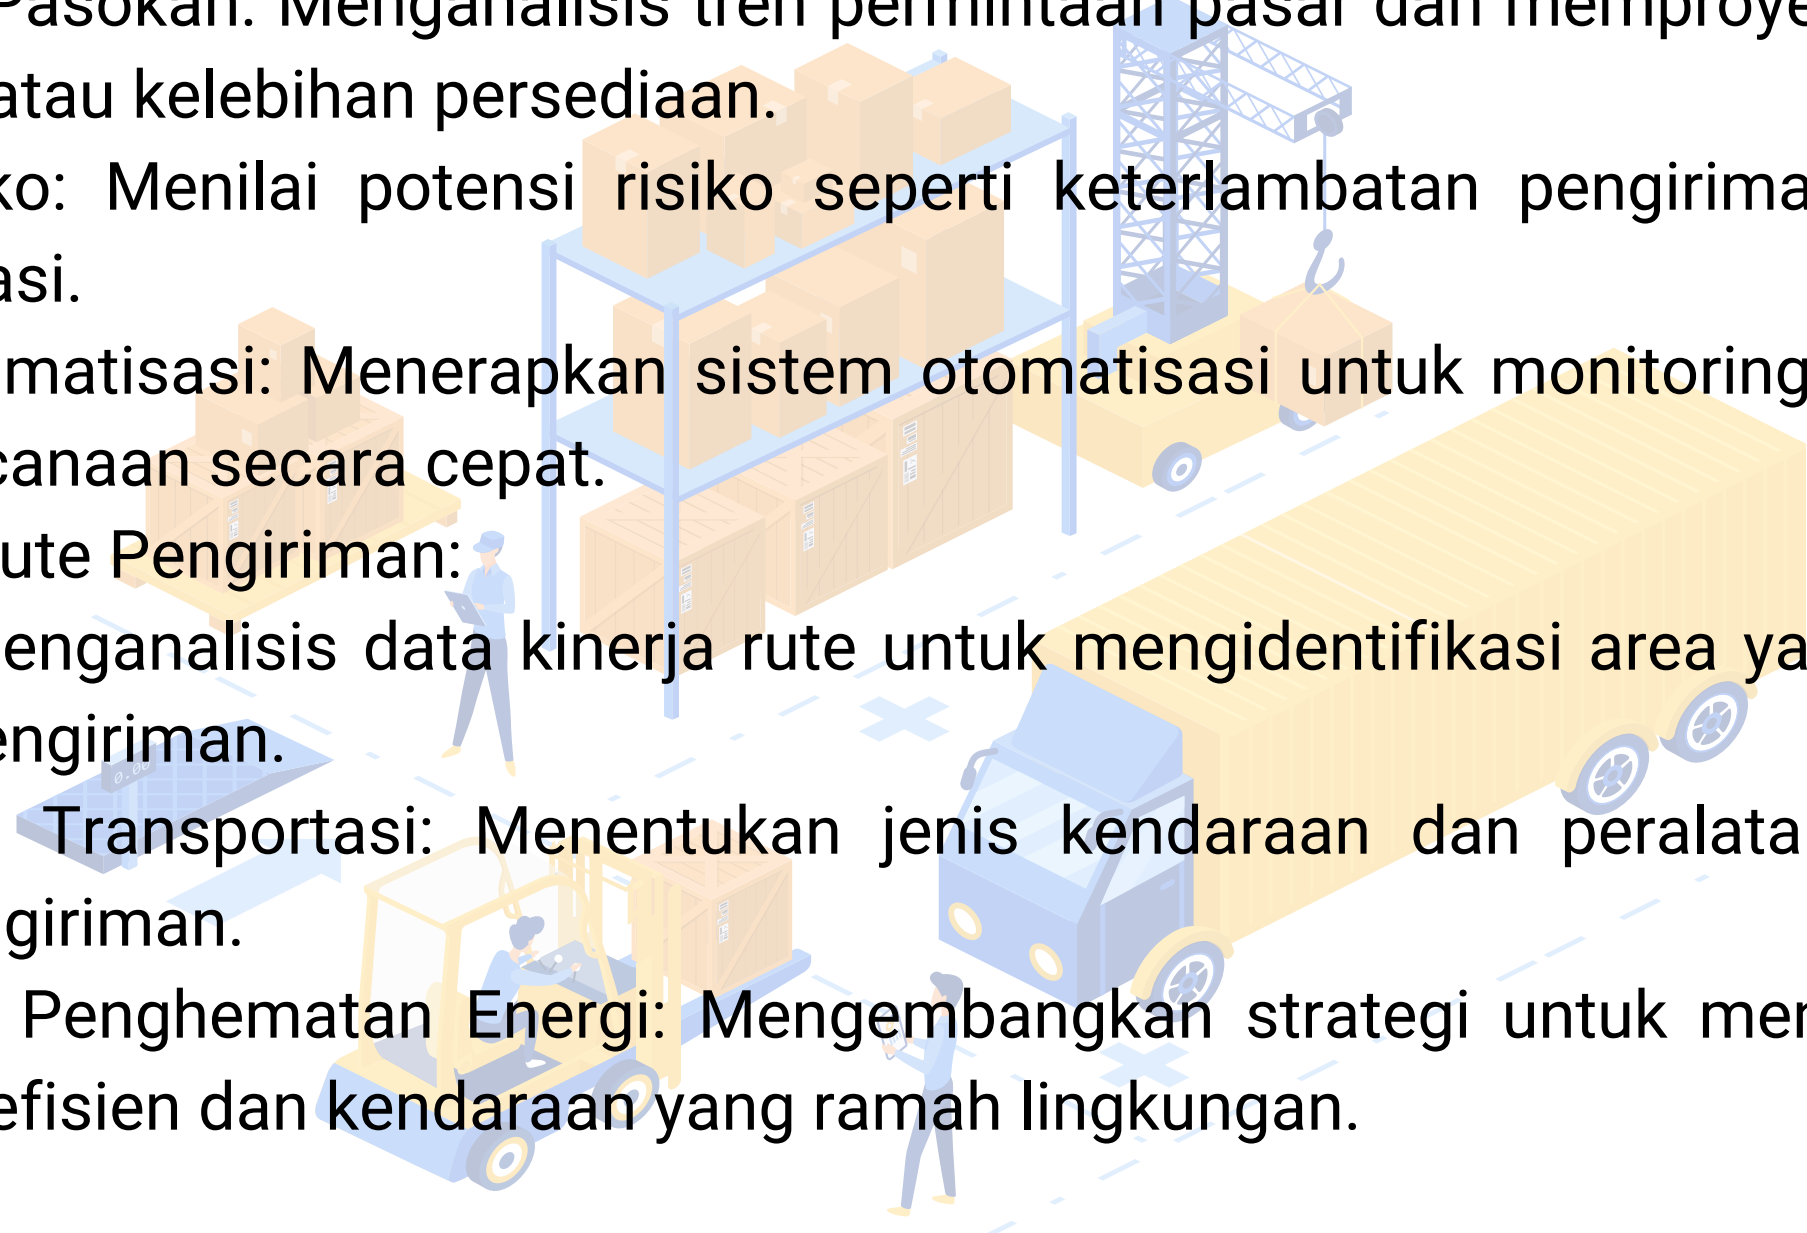 Pasokan: Menganalisis tren permintaan pasar dan memproye
atau kelebihan persediaan.
ko: Menilai potensi risiko seperti keterlambatan pengirima
asi.
matisasi: Menerapkan sistem otomatisasi untuk monitoring
canaan secara cepat.
ute Pengiriman:
enganalisis data kinerja rute untuk mengidentifikasi area ya
engiriman.
Transportasi: Menentukan jenis kendaraan dan peralata
giriman.
Penghematan Energi: Mengembangkan strategi untuk men
efisien dan kendaraan yang ramah lingkungan.